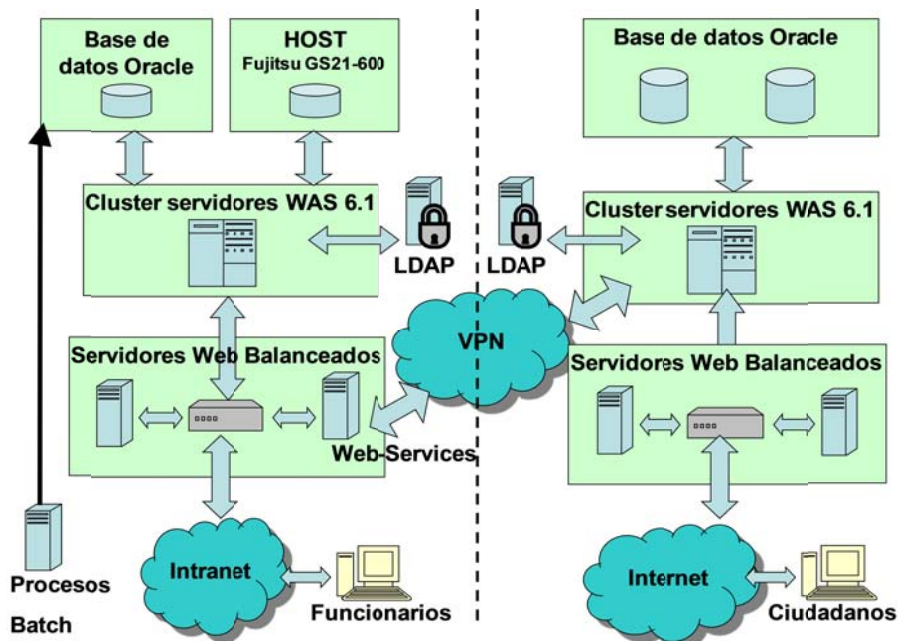 Base de
datos Oracle
HOST
Fujitsu GS21-600
Cluster servidores WAS 6.1
LDAP
Servidores Web Balanceados
Web-Services
Procesos
Batch
Intranet
Funcionarios
VPN
Base de datos Oracle
LDAP
Cluster servidores WAS 6.1
Servidores Web Balanceados
Internet
Ciudadanos